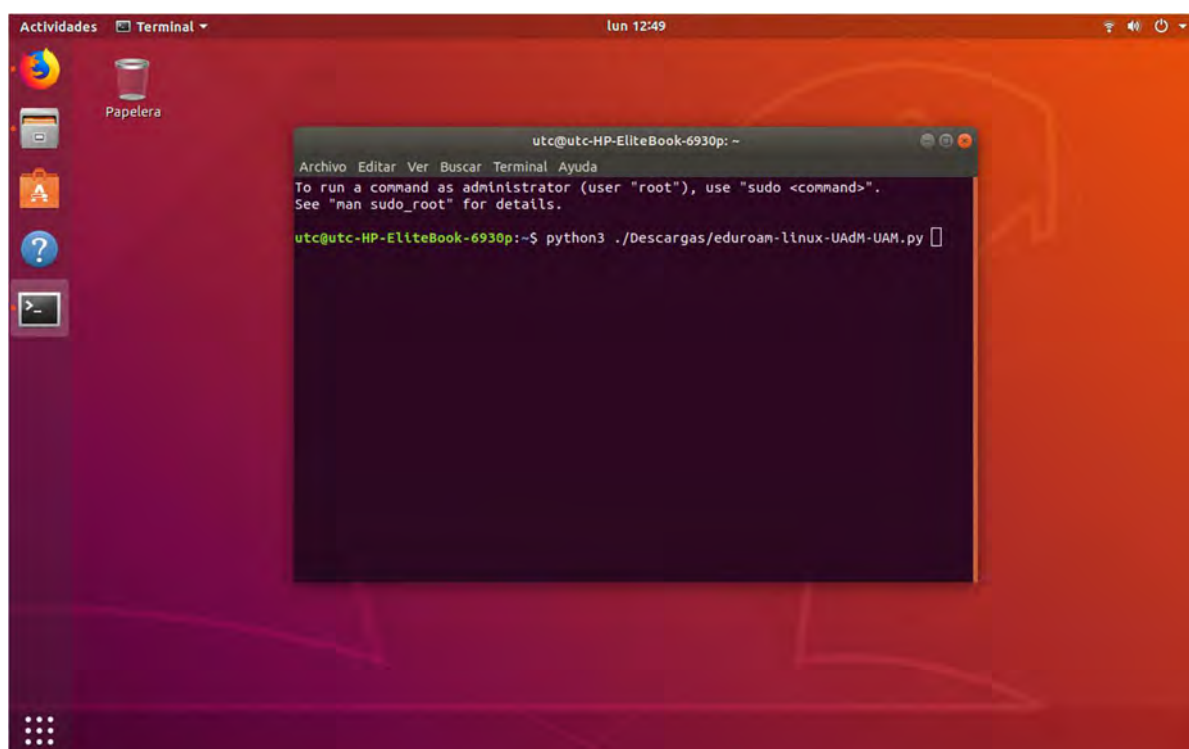 Actividades Terminal lun 12:49
Papelera
utc@utc-HP-EliteBook-6930p: ~
Archivo Editar Ver Buscar Terminal Ayuda
To run a command as administrator (user "root"), use "sudo <command>".
See "man sudo_root" for details.
utc@utc-HP-EliteBook-6930p:~$ python3 ./Descargas/eduroam-linux-UAdM-UAM.py